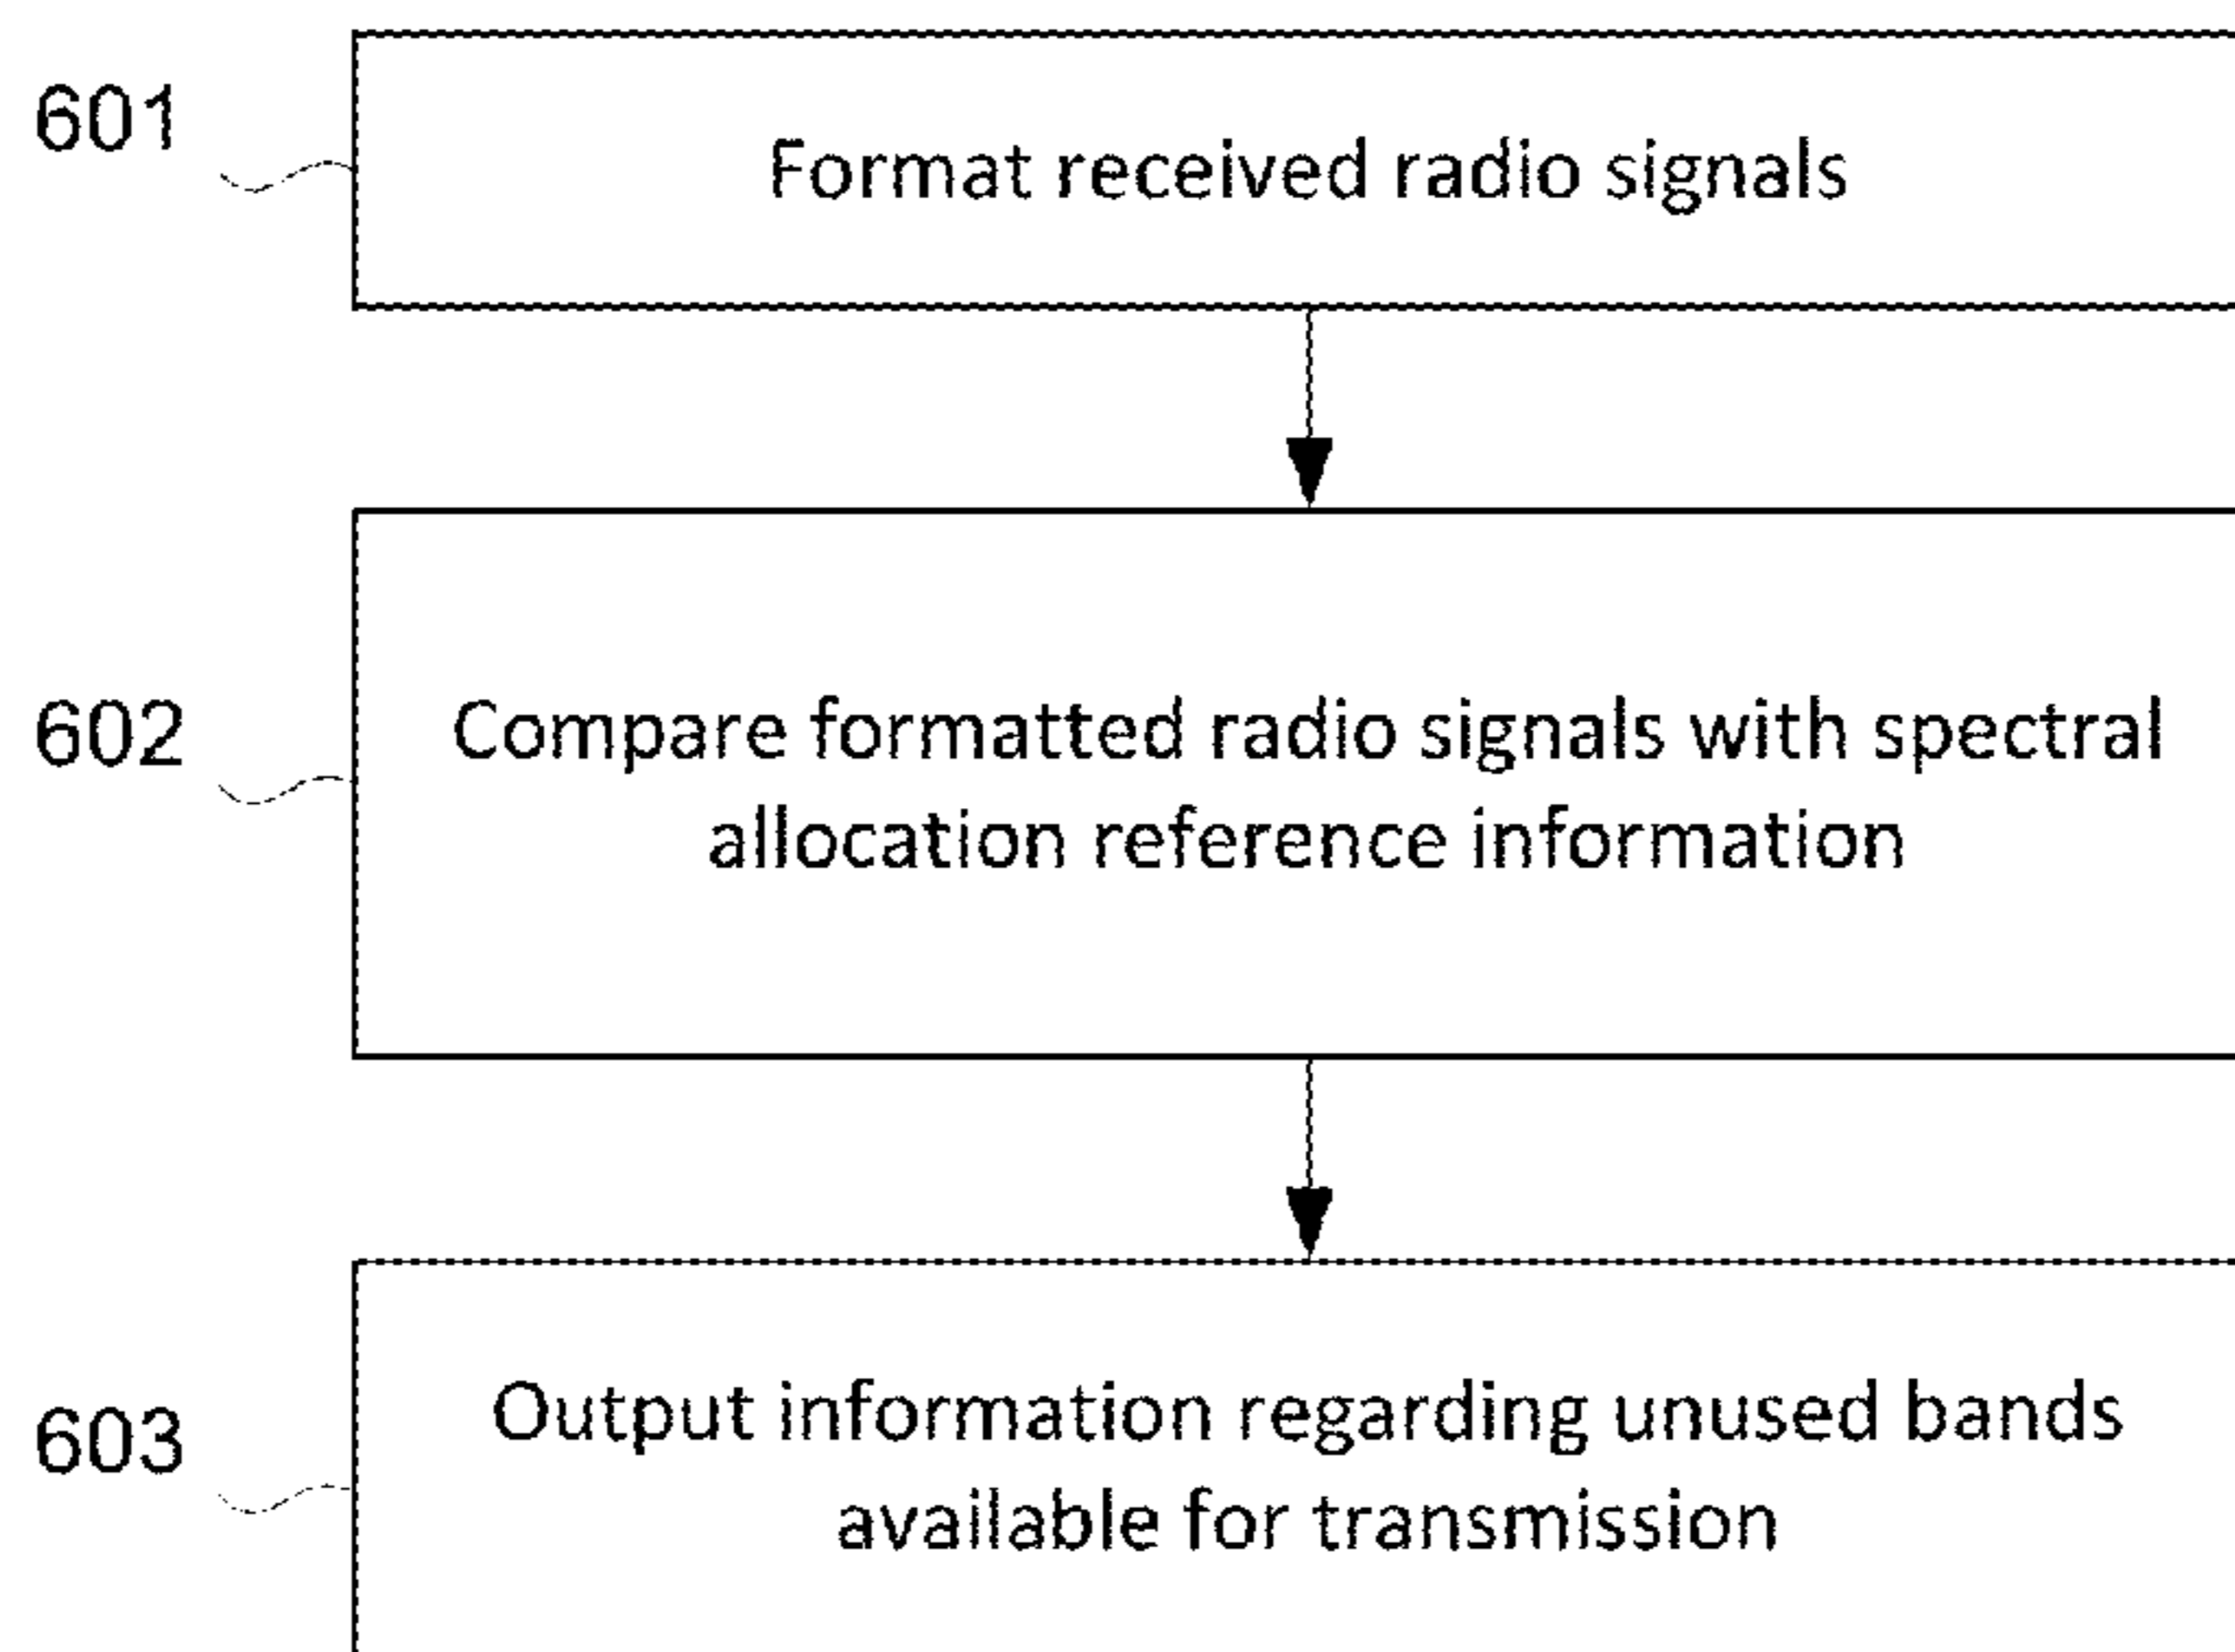 601
Format received radio signals
602
Compare formatted radio signals with spectral
allocation reference information
603
Output information regarding unused bands
available for transmission